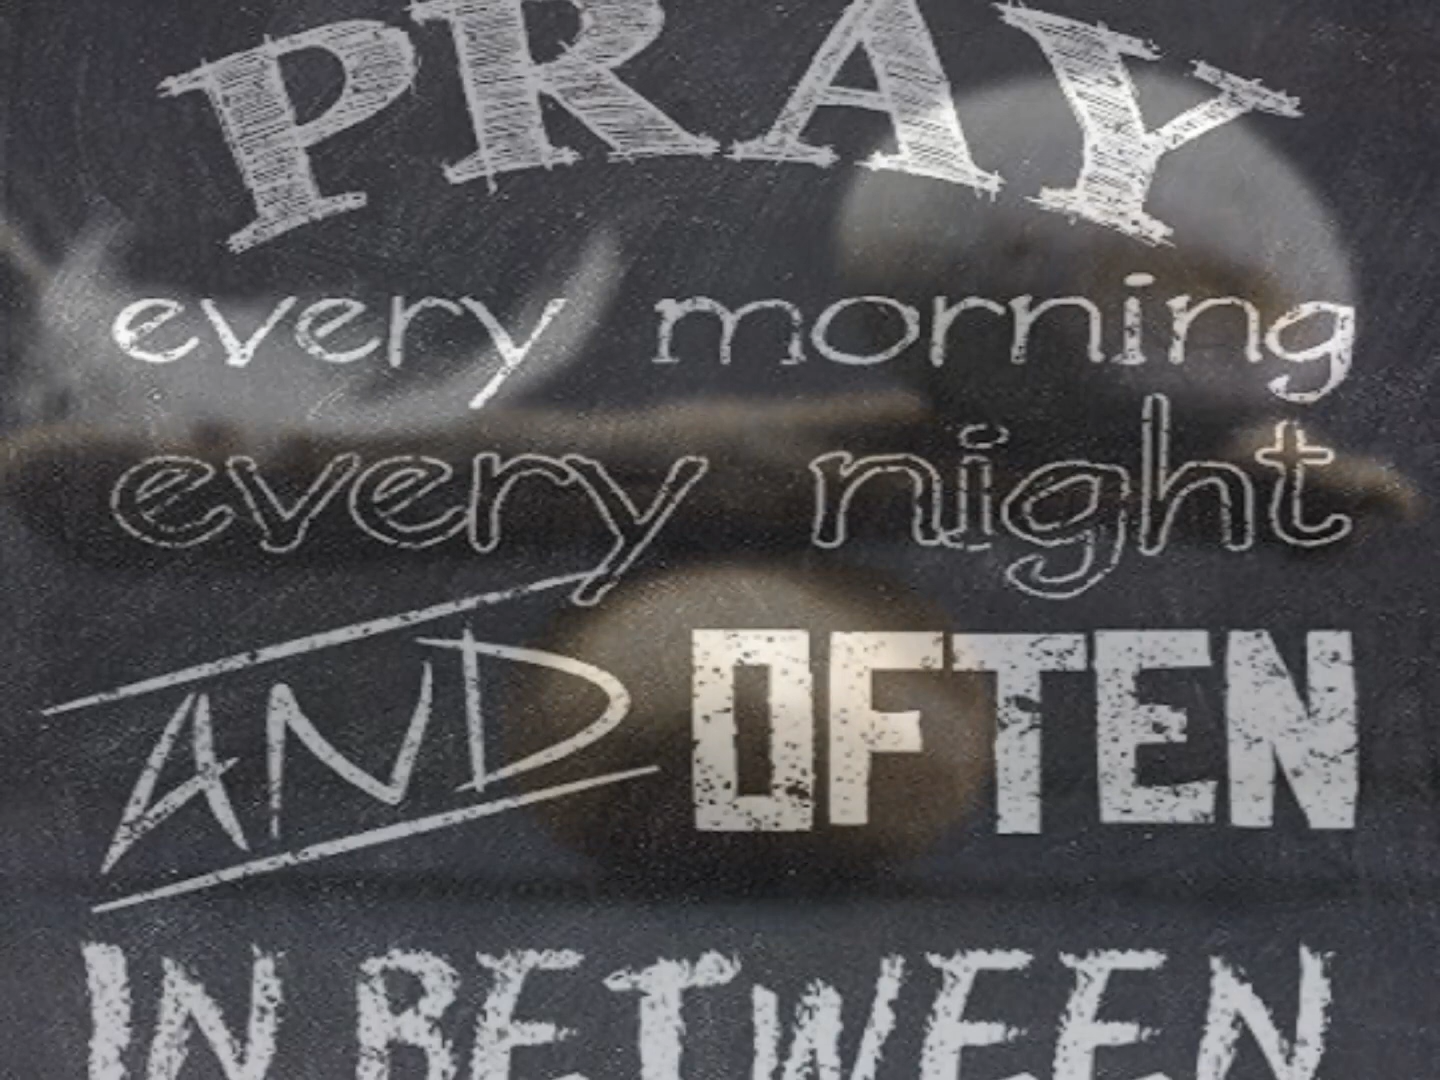 PRAY
every morning
every night
AND OFTEN
IN BETWEEN